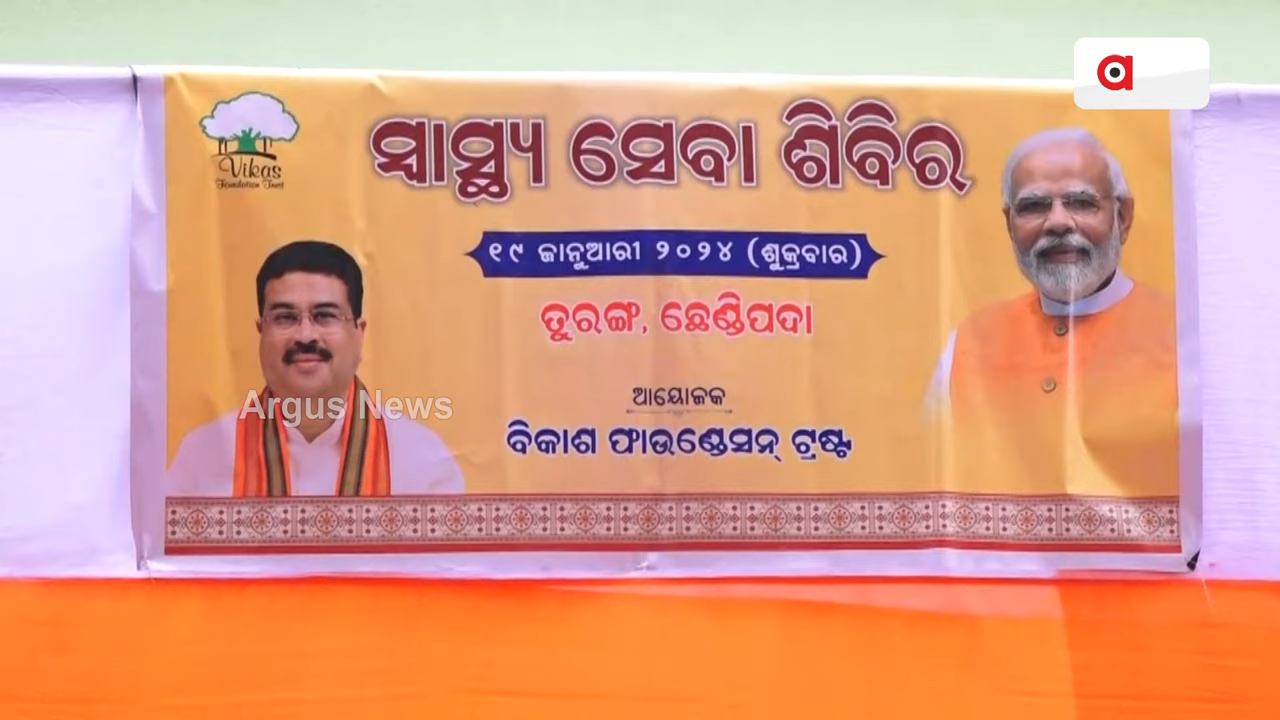 a
Vikas
Foundation Trust
ସ୍ୱାସ୍ଥ୍ୟ ସେବା ଶିବିର
୧୯ ଜାନୁଆରୀ ୨୦୨୪ (ଶୁକ୍ରବାର)
ତୁରଙ୍ଗ, ଛେଣ୍ଡିପଦା
ଆୟୋଜକ
Argus News
ବିକାଶ ଫାଉଣ୍ଡେସନ୍ ଟ୍ରଷ୍ଟ